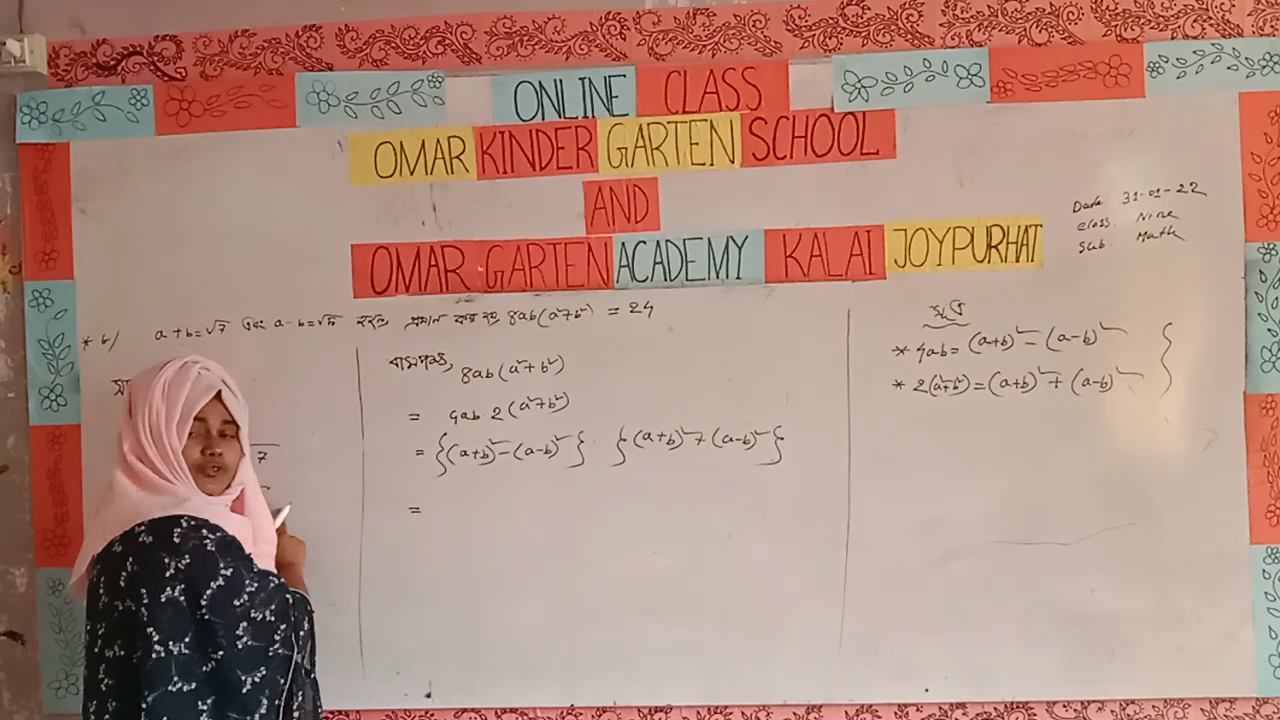 ONLINE CLASS
OMAR KINDER GARTEN SCHOOL
AND
OMAR GARTEN ACADEMY KALAI JOYPURHAT
Date: 31-01-22
class: Nine
Sub: Math
* ৮/ a+b=√7 এবং a-b=√5 হলে প্রমাণ কর যে 8ab(a²+b²) = 24
বামপক্ষ, 8ab(a²+b²)
= 4ab 2(a²+b²)
= {(a+b)²-(a-b)²} {(a+b)²+(a-b)²}
=
7
সূত্র
* 4ab = (a+b)² - (a-b)²
* 2(a²+b²) = (a+b)² + (a-b)²